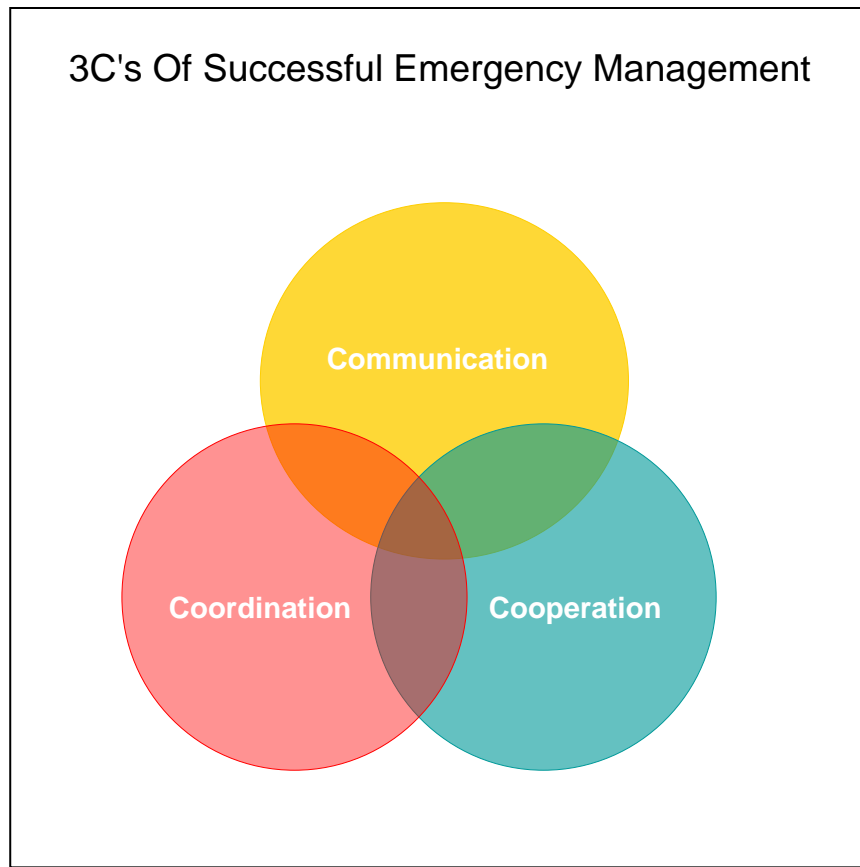 3C's Of Successful Emergency Management
Communication
Coordination
Cooperation